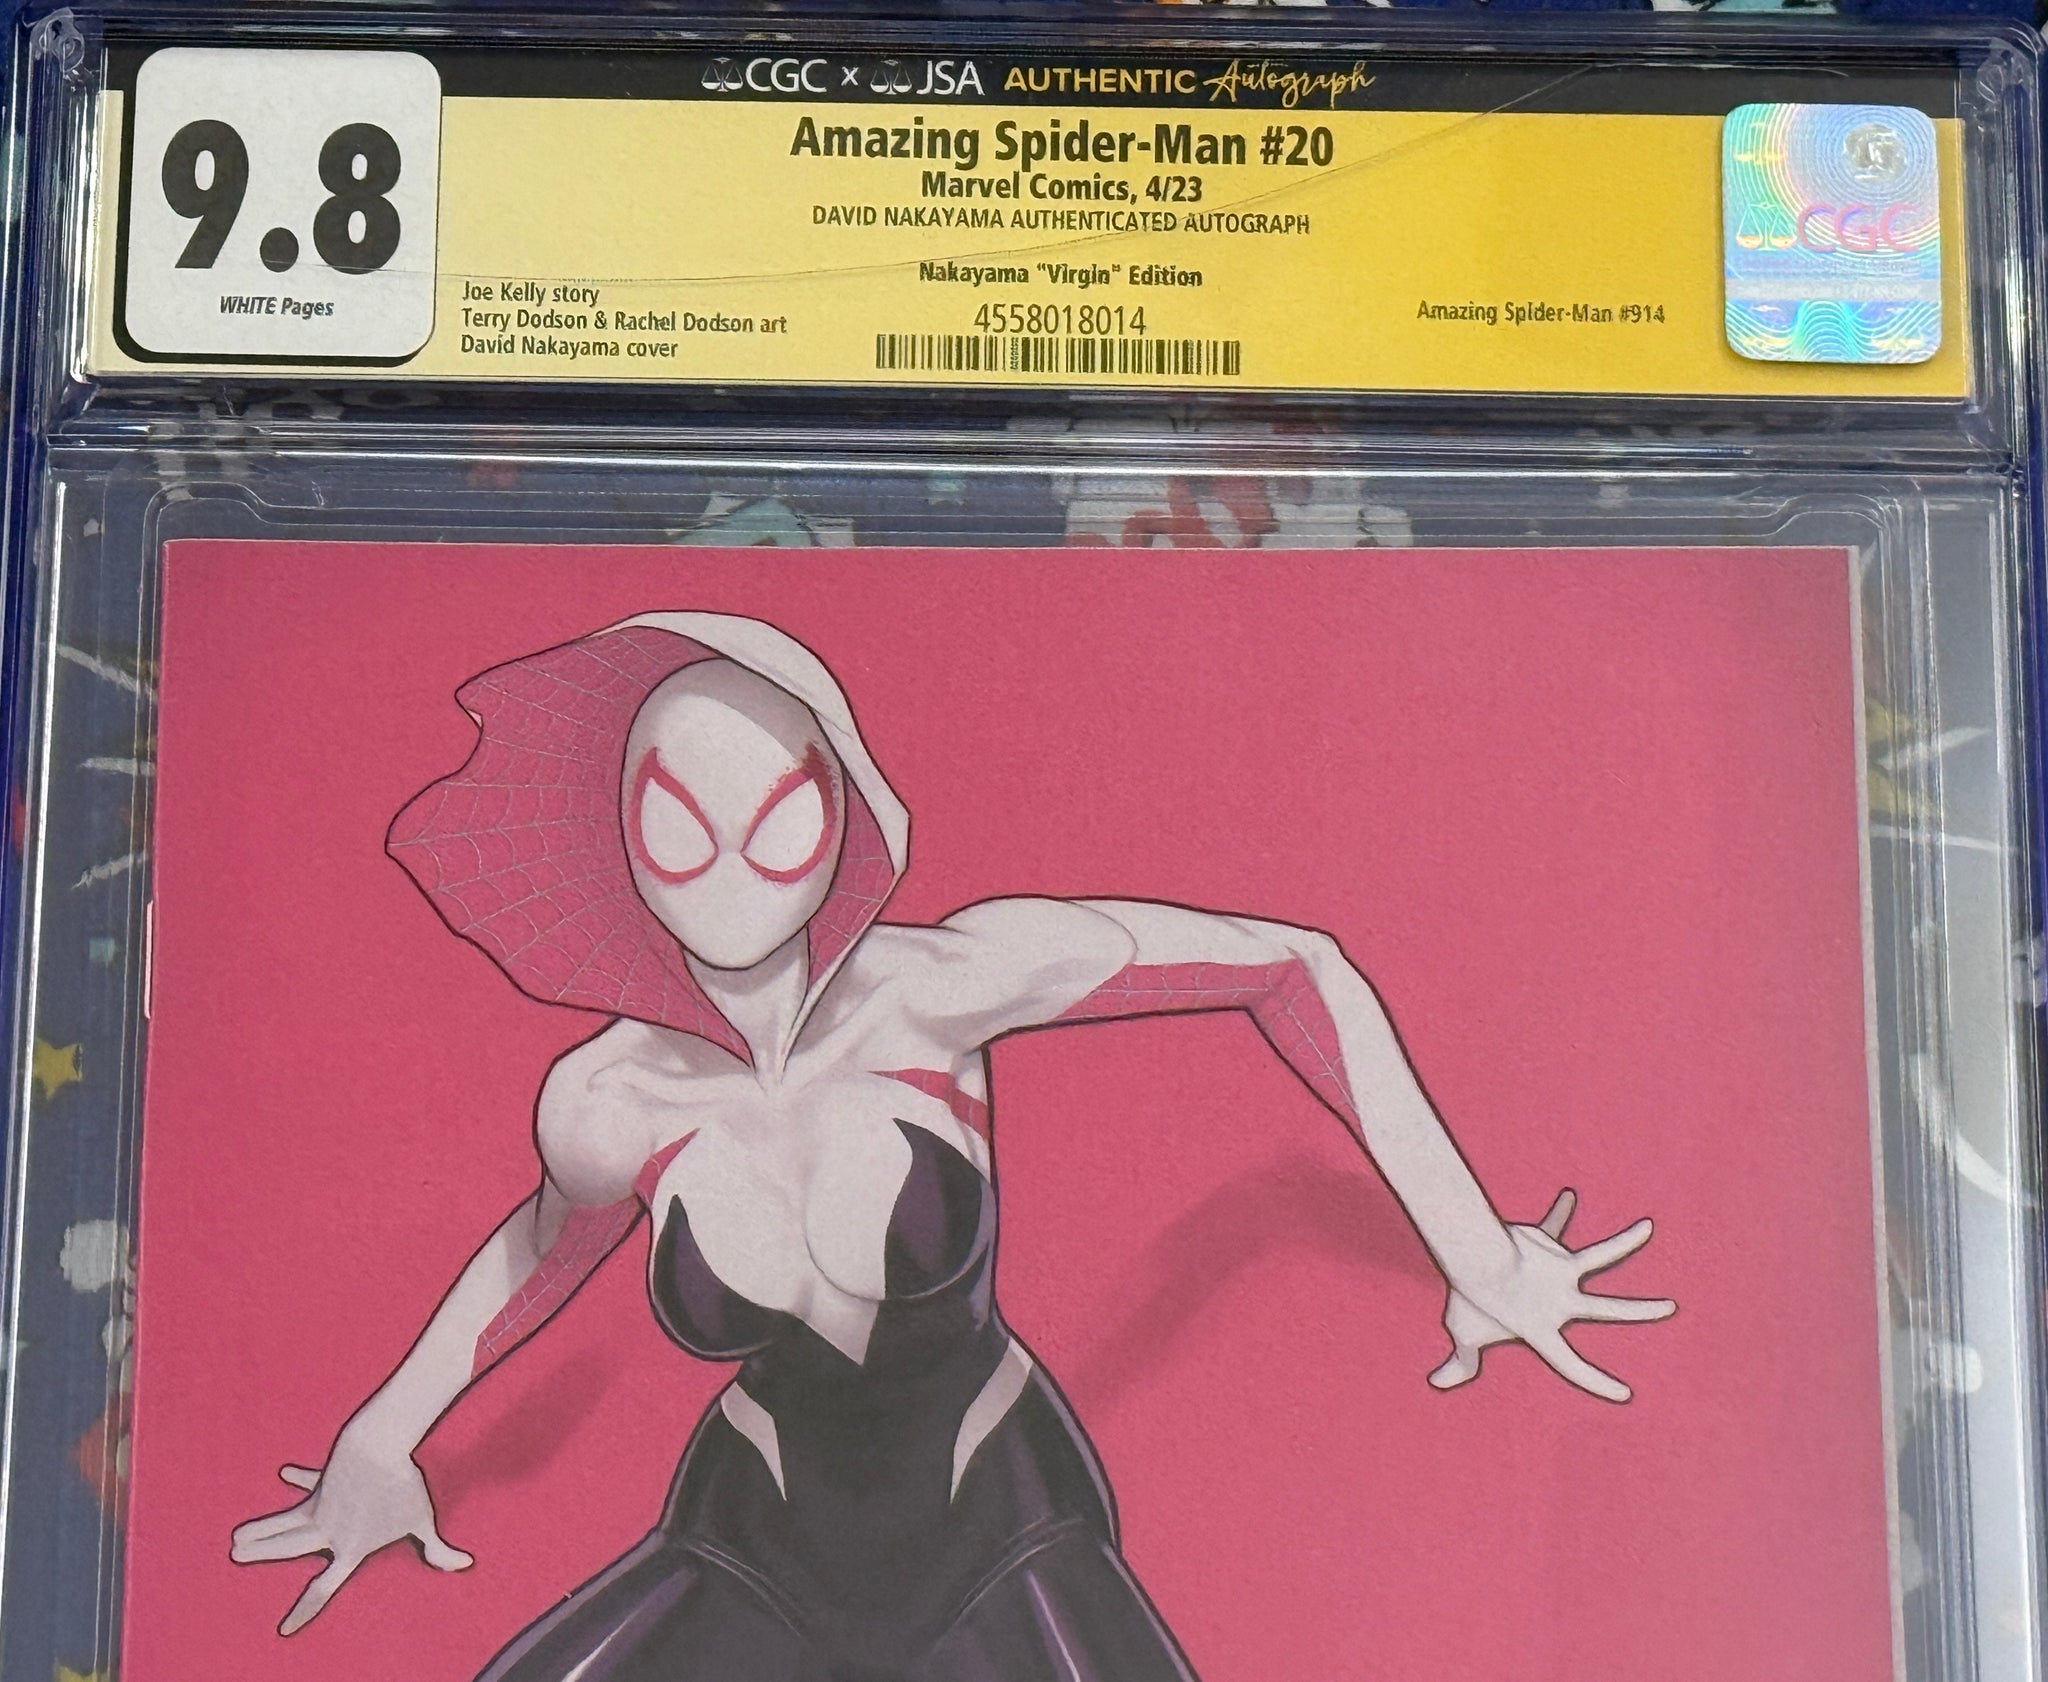 CGC x JSA AUTHENTIC Autograph
9.8
WHITE Pages
Amazing Spider-Man #20
Marvel Comics, 4/23
DAVID NAKAYAMA AUTHENTICATED AUTOGRAPH
Nakayama "Virgin" Edition
Joe Kelly story
Terry Dodson & Rachel Dodson art
David Nakayama cover
4558018014
Amazing Spider-Man #914
CGC